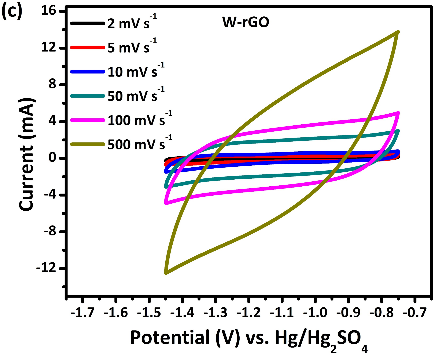 (c)
W-rGO
2 mV s⁻¹
5 mV s⁻¹
10 mV s⁻¹
50 mV s⁻¹
100 mV s⁻¹
500 mV s⁻¹
16
12
8
4
0
-4
-8
-12
Current (mA)
-1.7 -1.6 -1.5 -1.4 -1.3 -1.2 -1.1 -1.0 -0.9 -0.8 -0.7
Potential (V) vs. Hg/Hg₂SO₄